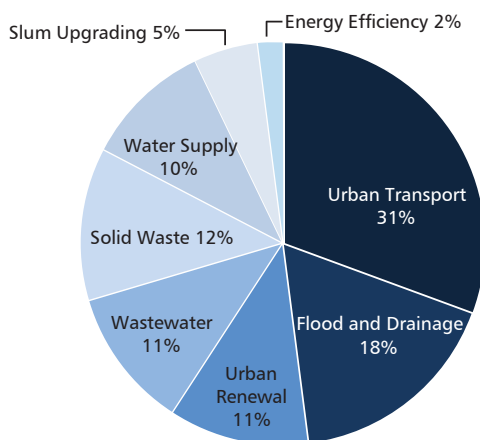 Energy Efficiency 2%
Slum Upgrading 5%
Water Supply
10%
Urban Transport
31%
Solid Waste 12%
Wastewater
11%
Flood and Drainage
18%
Urban
Renewal
11%